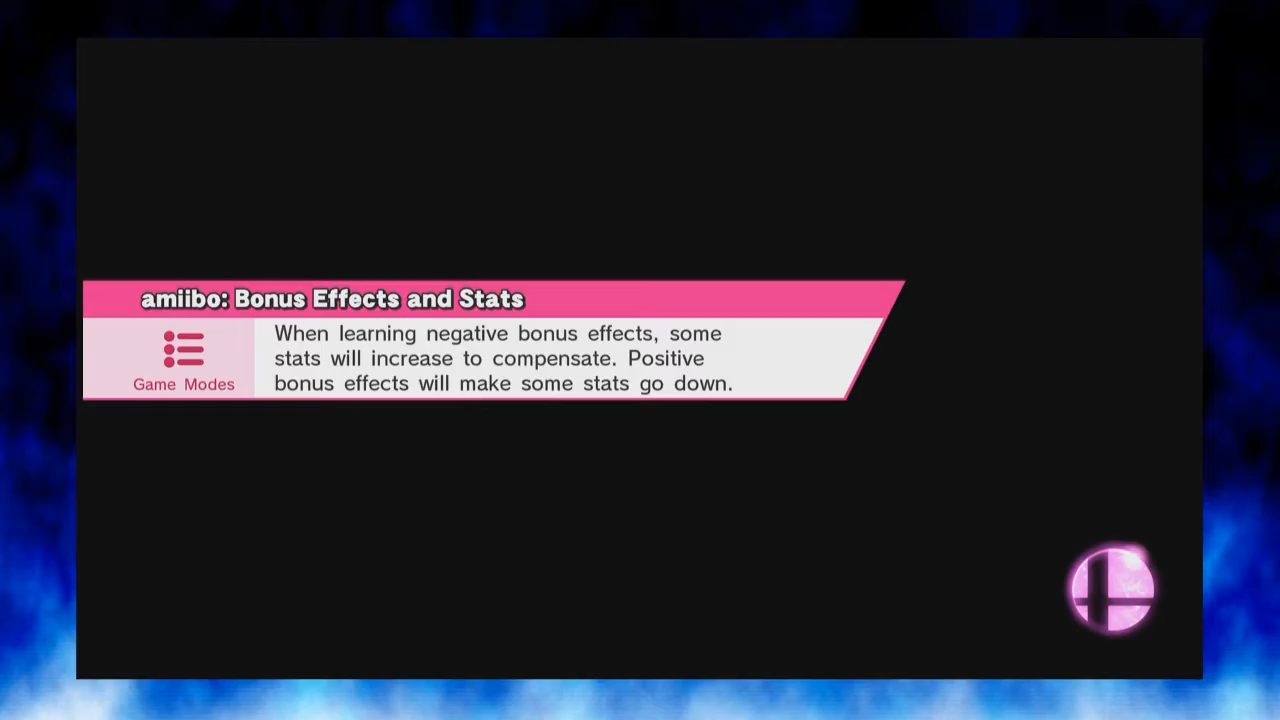 amiibo: Bonus Effects and Stats
When learning negative bonus effects, some
stats will increase to compensate. Positive
bonus effects will make some stats go down.
Game Modes